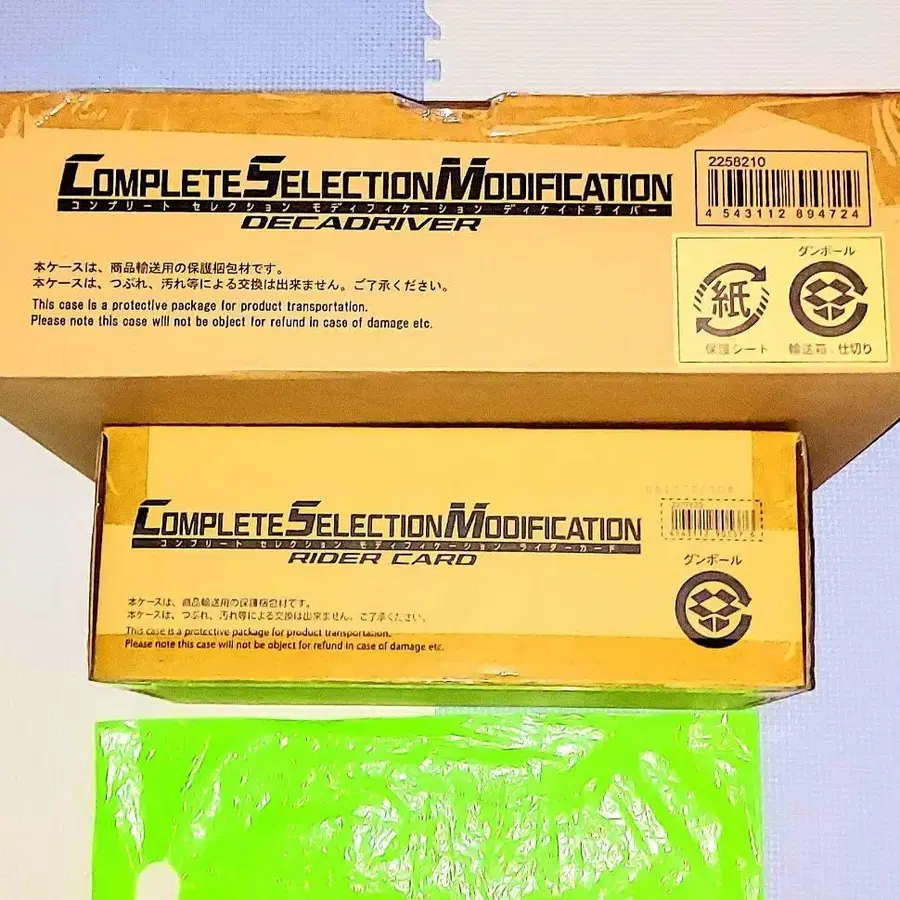 COMPLETE SELECTION MODIFICATION
コンプリート セレクション モディフィケーション ディケイドライバー
DECADRIVER
2258210
4 543112 894724
本ケースは、商品輸送用の保護梱包材です。
本ケースは、つぶれ、汚れ等による交換は出来ません。ご了承ください。
This case is a protective package for product transportation.
Please note this case will not be object for refund in case of damage etc.
紙
保護シート
ダンボール
輸送箱・仕切り
COMPLETE SELECTION MODIFICATION
コンプリート セレクション モディフィケーション ライダーカード
RIDER CARD
ダンボール
本ケースは、商品輸送用の保護梱包材です。
本ケースは、つぶれ、汚れ等による交換は出来ません。ご了承ください。
This case is a protective package for product transportation.
Please note this case will not be object for refund in case of damage etc.